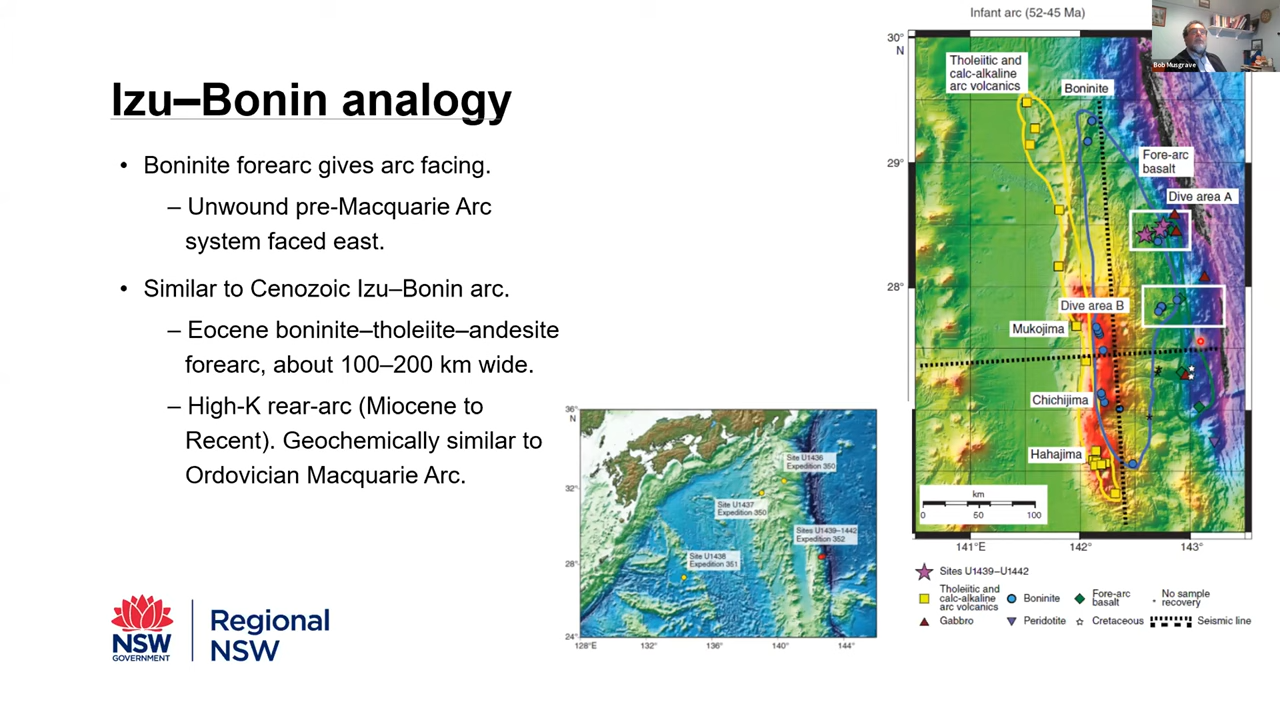 Infant arc (52-45 Ma)
Bob Musgrave
Izu–Bonin analogy
• Boninite forearc gives arc facing.
– Unwound pre-Macquarie Arc
system faced east.
• Similar to Cenozoic Izu–Bonin arc.
– Eocene boninite–tholeiite–andesite
forearc, about 100–200 km wide.
– High-K rear-arc (Miocene to
Recent). Geochemically similar to
Ordovician Macquarie Arc.
NSW
GOVERNMENT
Regional
NSW
36°
N
32°
28°
24°
128°E
132°
136°
140°
144°
Site U1436
Expedition 350
Site U1437
Expedition 350
Sites U1439–1442
Expedition 352
Site U1438
Expedition 351
30°
N
29°
28°
Tholeiitic and
calc-alkaline
arc volcanics
Boninite
Fore-arc
basalt
Dive area A
Dive area B
Mukojima
Chichijima
Hahajima
km
0 50 100
141°E
142°
143°
Sites U1439–U1442
Tholeiitic and
calc-alkaline
arc volcanics
Boninite
Fore-arc
basalt
No sample
recovery
Gabbro
Peridotite
Cretaceous
Seismic line